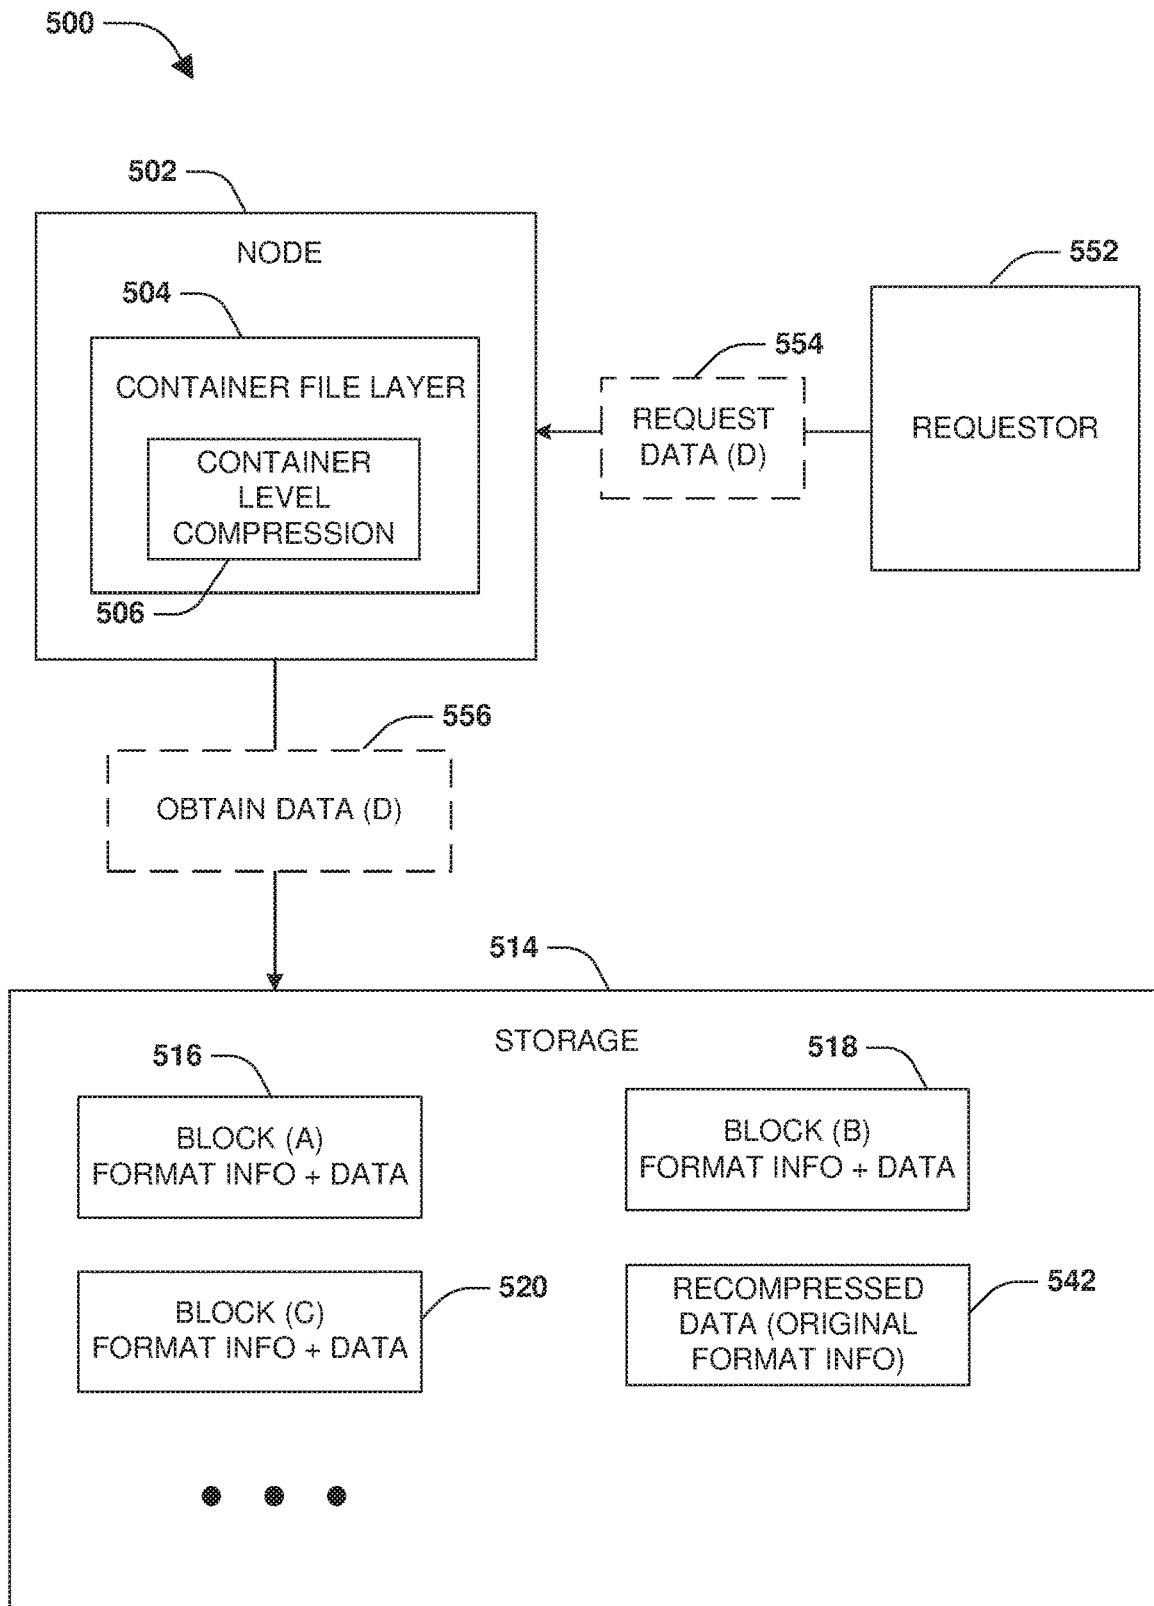 500
502
NODE
552
504
554
CONTAINER FILE LAYER
REQUEST
DATA (D)
REQUESTOR
CONTAINER
LEVEL
COMPRESSION
506
556
OBTAIN DATA (D)
514
STORAGE
516
518
BLOCK (A)
FORMAT INFO + DATA
BLOCK (B)
FORMAT INFO + DATA
520
542
BLOCK (C)
FORMAT INFO + DATA
RECOMPRESSED
DATA (ORIGINAL
FORMAT INFO)